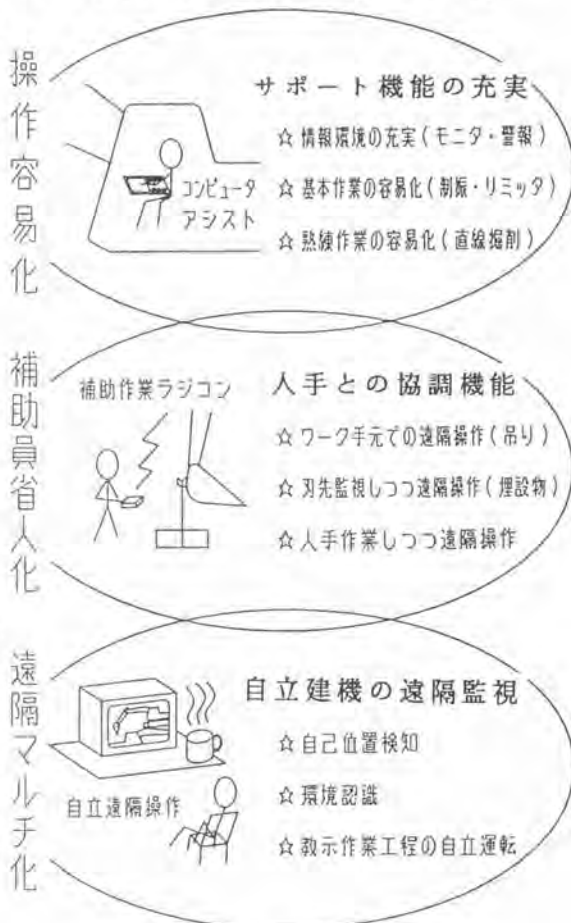 操作容易化
サポート機能の充実
☆情報環境の充実(モニタ・警報)
☆基本作業の容易化(制振・リミッタ)
☆熟練作業の容易化(直線掘削)
コンピュータ
アシスト
補助員省人化
補助作業ラジコン
人手との協調機能
☆ワーク手元での遠隔操作(吊り)
☆刃先監視しつつ遠隔操作(埋設物)
☆人手作業しつつ遠隔操作
遠隔マルチ化
自立建機の遠隔監視
☆自己位置検知
☆環境認識
☆教示作業工程の自立運転
自立遠隔操作